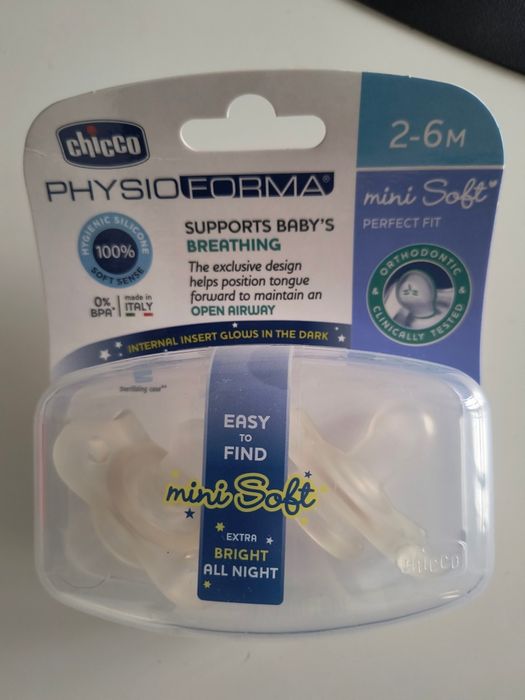 chicco
2-6M
PHYSIOFORMA®
mini Soft
PERFECT FIT
HYGIENIC SILICONE
100%
SOFT SENSE
SUPPORTS BABY'S
BREATHING
The exclusive design
helps position tongue
forward to maintain an
OPEN AIRWAY
0%
BPA*
made in
ITALY
ORTHODONTIC
CLINICALLY TESTED
INTERNAL INSERT GLOWS IN THE DARK
sterilizing case**
EASY
TO
FIND
mini Soft
EXTRA
BRIGHT
ALL NIGHT
chicco